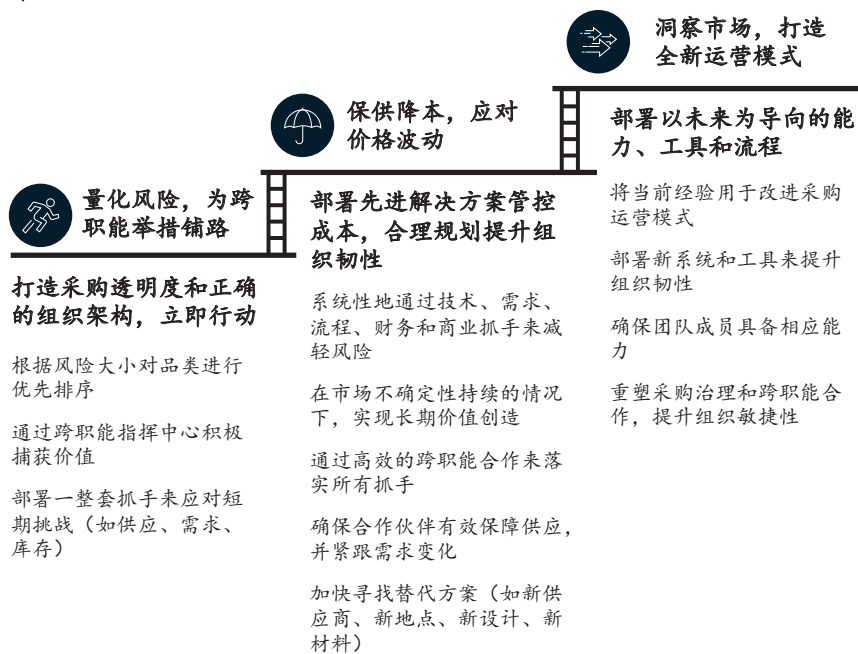 量化风险，为跨
职能举措铺路
打造采购透明度和正确
的组织架构，立即行动
根据风险大小对品类进行
优先排序
通过跨职能指挥中心积极
捕获价值
部署一整套抓手来应对短
期挑战（如供应、需求、
库存）
保供降本，应对
价格波动
部署先进解决方案管控
成本，合理规划提升组
织韧性
系统性地通过技术、需求、
流程、财务和商业抓手来减
轻风险
在市场不确定性持续的情况
下，实现长期价值创造
通过高效的跨职能合作来落
实所有抓手
确保合作伙伴有效保障供应，
并紧跟需求变化
加快寻找替代方案（如新供
应商、新地点、新设计、新
材料）
洞察市场，打造
全新运营模式
部署以未来为导向的能
力、工具和流程
将当前经验用于改进采购
运营模式
部署新系统和工具来提升
组织韧性
确保团队成员具备相应能
力
重塑采购治理和跨职能合
作，提升组织敏捷性